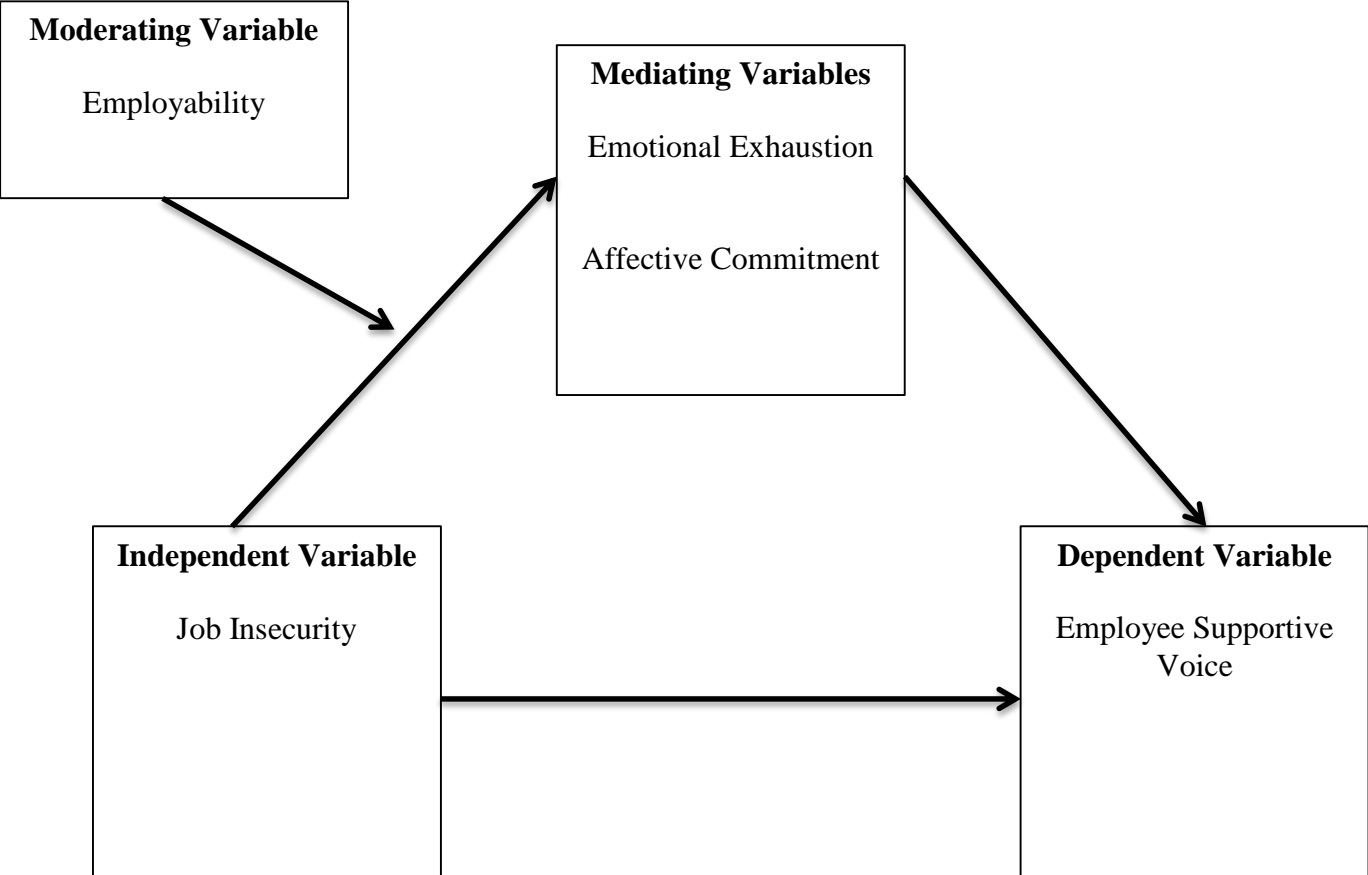 Moderating Variable
Employability
Mediating Variables
Emotional Exhaustion
Affective Commitment
Independent Variable
Job Insecurity
Dependent Variable
Employee Supportive
Voice